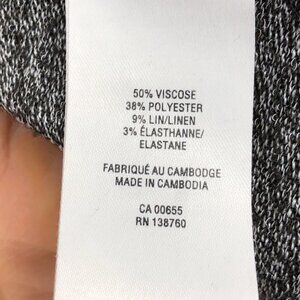 50% VISCOSE
38% POLYESTER
9% LIN/LINEN
3% ÉLASTHANNE/
ELASTANE
FABRIQUÉ AU CAMBODGE
MADE IN CAMBODIA
CA 00655
RN 138760